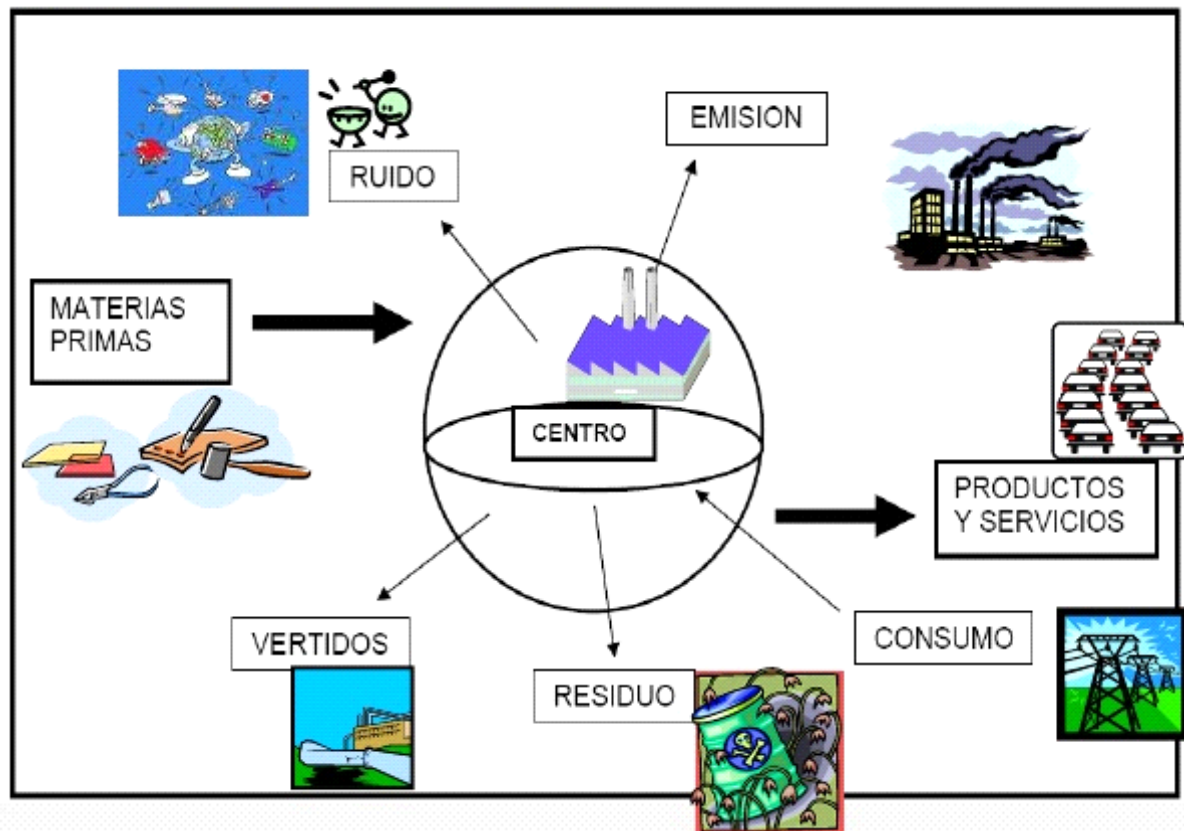 EMISION
RUIDO
MATERIAS
PRIMAS
CENTRO
PRODUCTOS
Y SERVICIOS
VERTIDOS
CONSUMO
RESIDUO